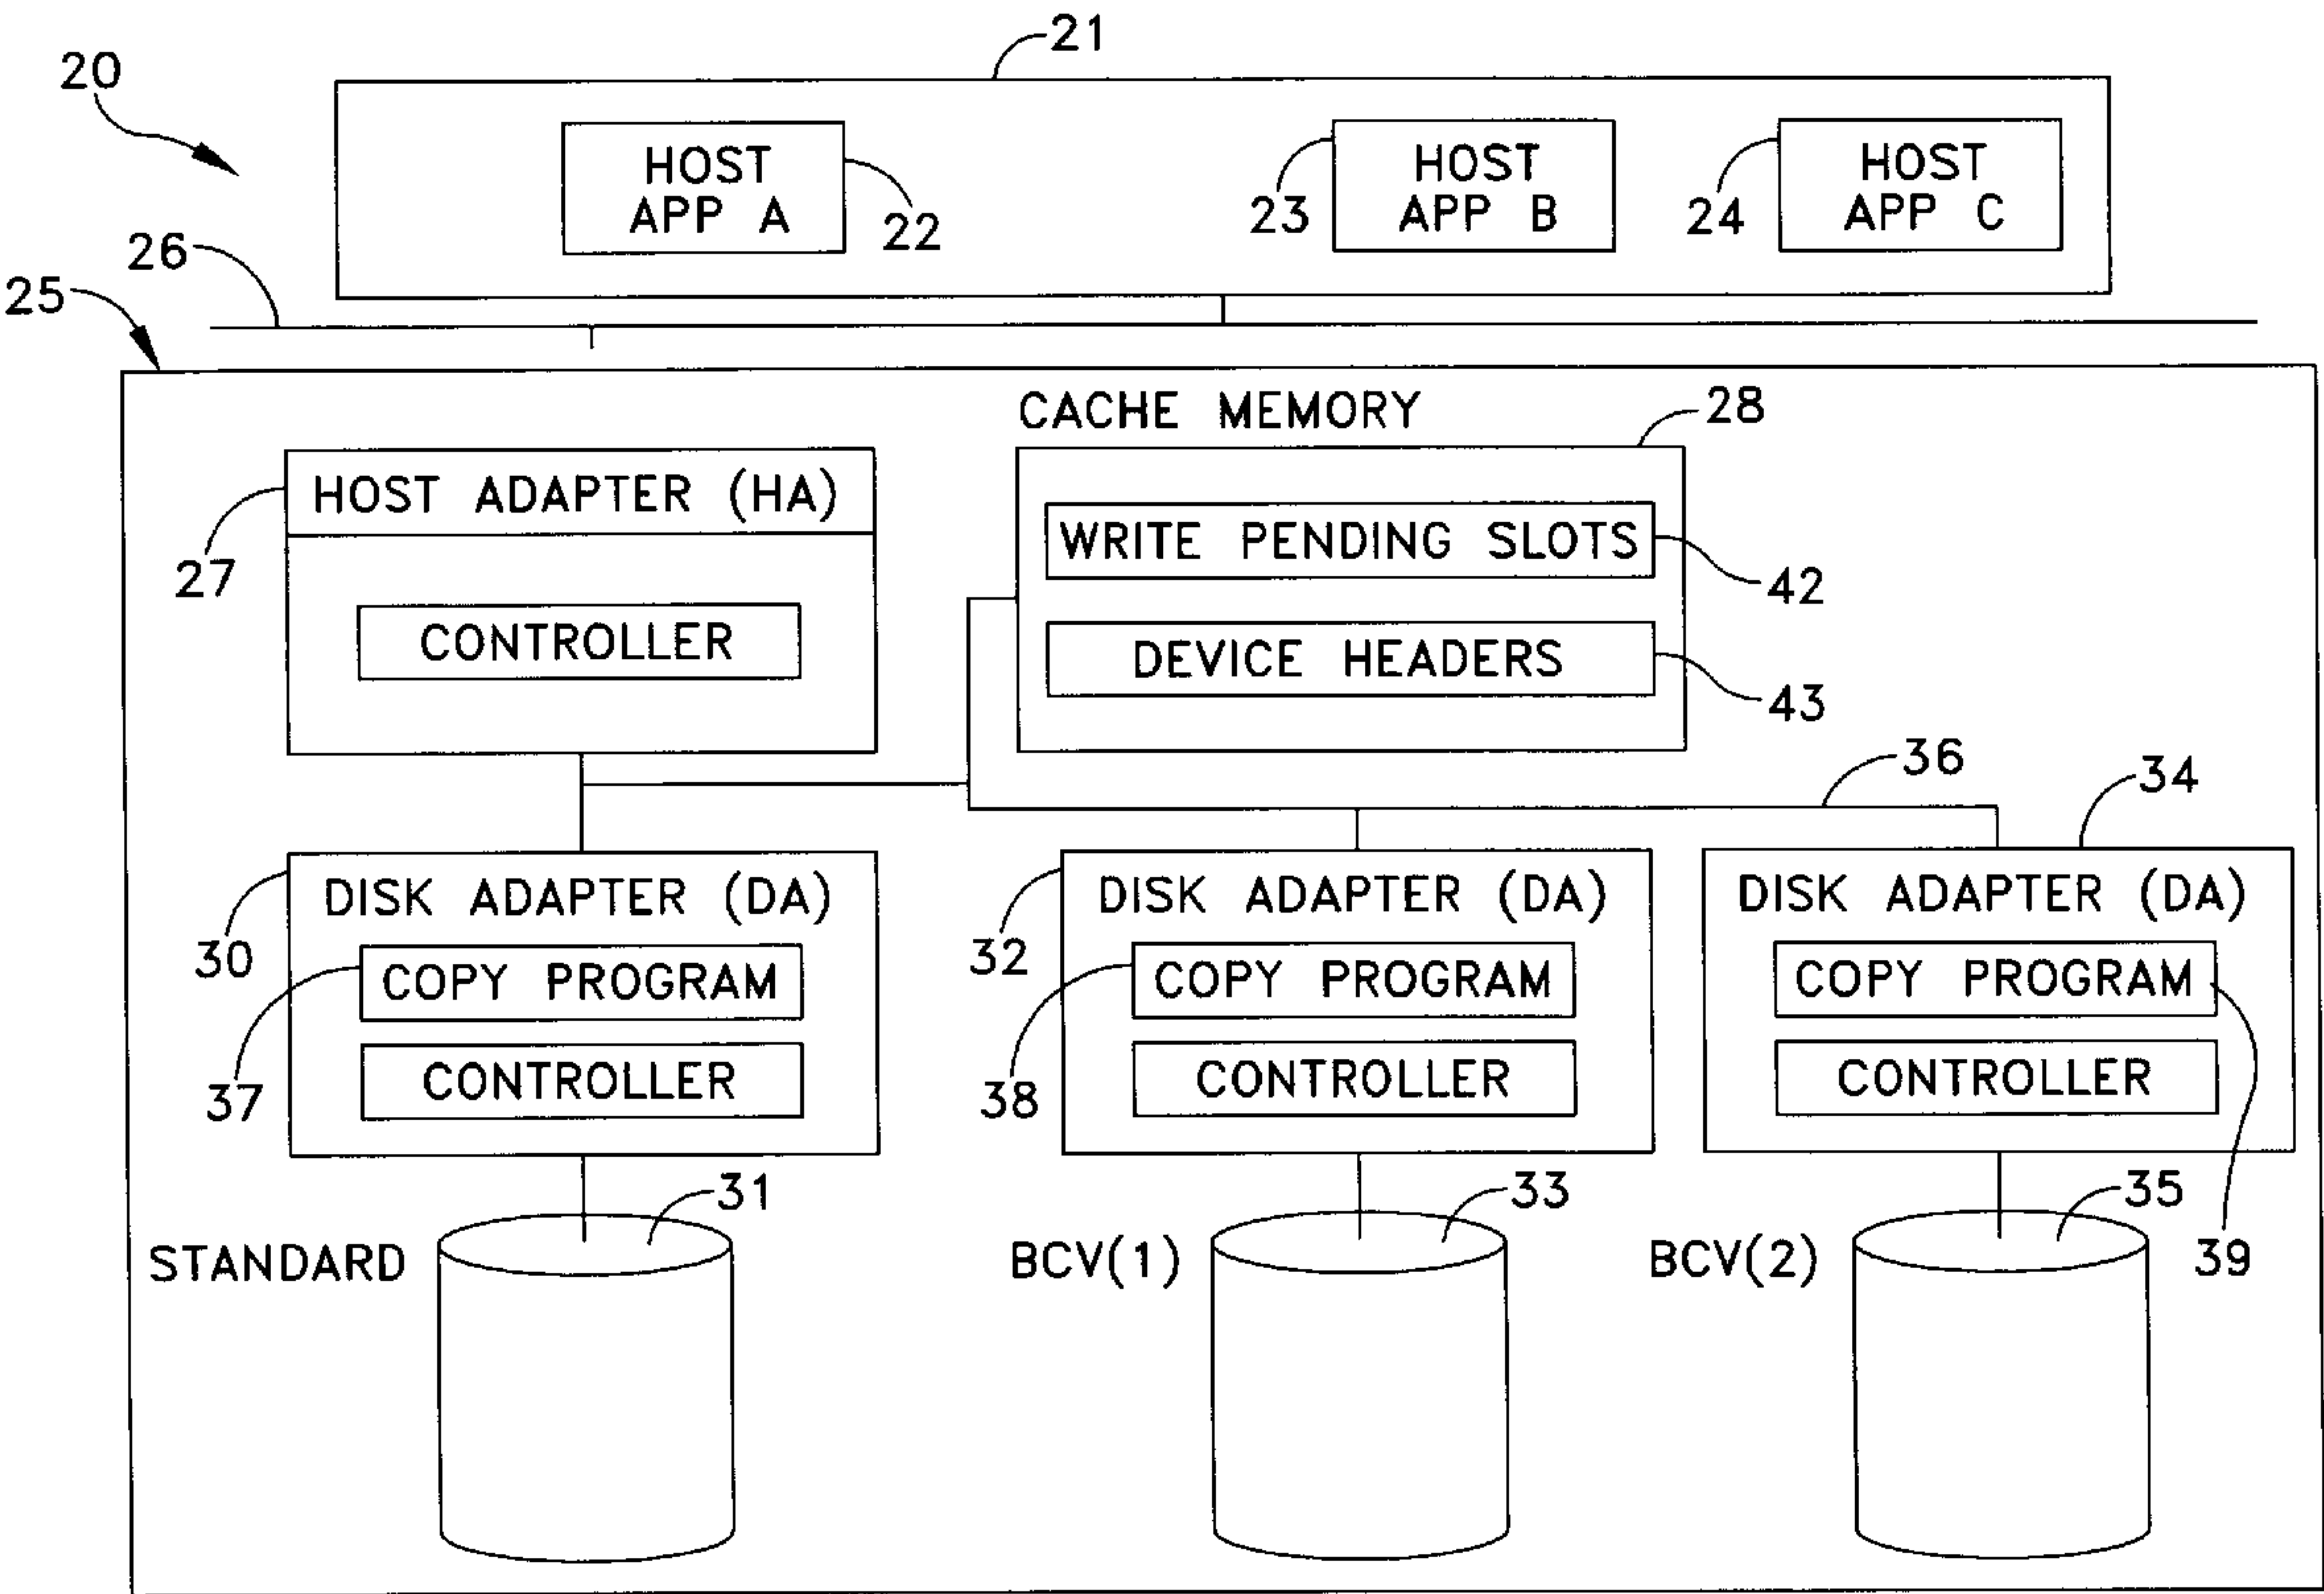 21
20
HOST
APP A
22
HOST
APP B
23
HOST
APP C
24
26
25
CACHE MEMORY
28
HOST ADAPTER (HA)
27
CONTROLLER
WRITE PENDING SLOTS
42
DEVICE HEADERS
43
36
34
DISK ADAPTER (DA)
30
COPY PROGRAM
37
CONTROLLER
DISK ADAPTER (DA)
32
COPY PROGRAM
38
CONTROLLER
DISK ADAPTER (DA)
COPY PROGRAM
CONTROLLER
31
33
35
STANDARD
BCV(1)
BCV(2)
39